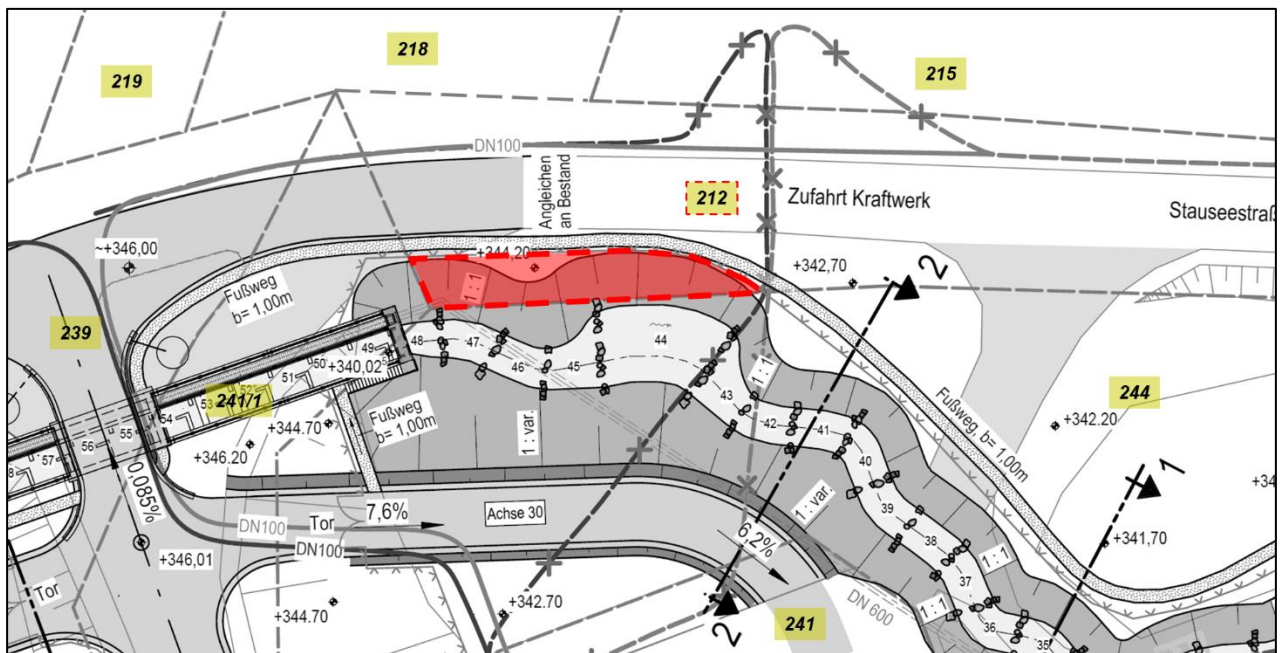 218
219
215
DN100
Angleichen
an Bestand
212
Zufahrt Kraftwerk
Stauseestraß
~+346,00
+344,20
+342,70
2
Fußweg
b= 1,00m
1 : 1
239
48
47
46
45
44
49
50
+340,02
51
52
53
54
55
56
57
241/1
43
42
41
40
39
38
37
36
35
1 : 1
Fußweg, b= 1,00m
244
+342.20
Fußweg
b= 1,00m
+344.70
+346.20
1 : var.
1 : var.
1
0,085%
Achse 30
7,6%
Tor
DN100
DN100
6,2%
1 : 1
1 : 1
+341,70
+346,01
Tor
+344.70
+342.70
2
241
DN 600